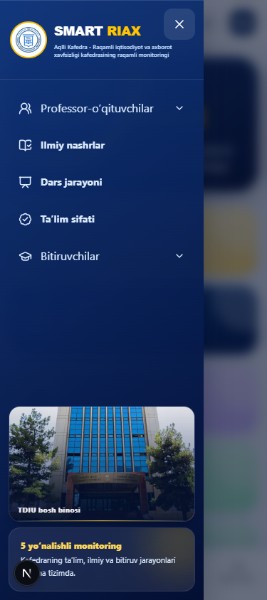 SMART RIAX
Aqlli Kafedra - Raqamli iqtisodiyot va axborot
xavfsizligi kafedrasining raqamli monitoringi
Professor-o'qituvchilar
Ilmiy nashrlar
Dars jarayoni
Ta'lim sifati
Bitiruvchilar
TDIU bosh binosi
5 yo'nalishli monitoring
Kafedraning ta'lim, ilmiy va bitiruv jarayonlari
N
tizimda.